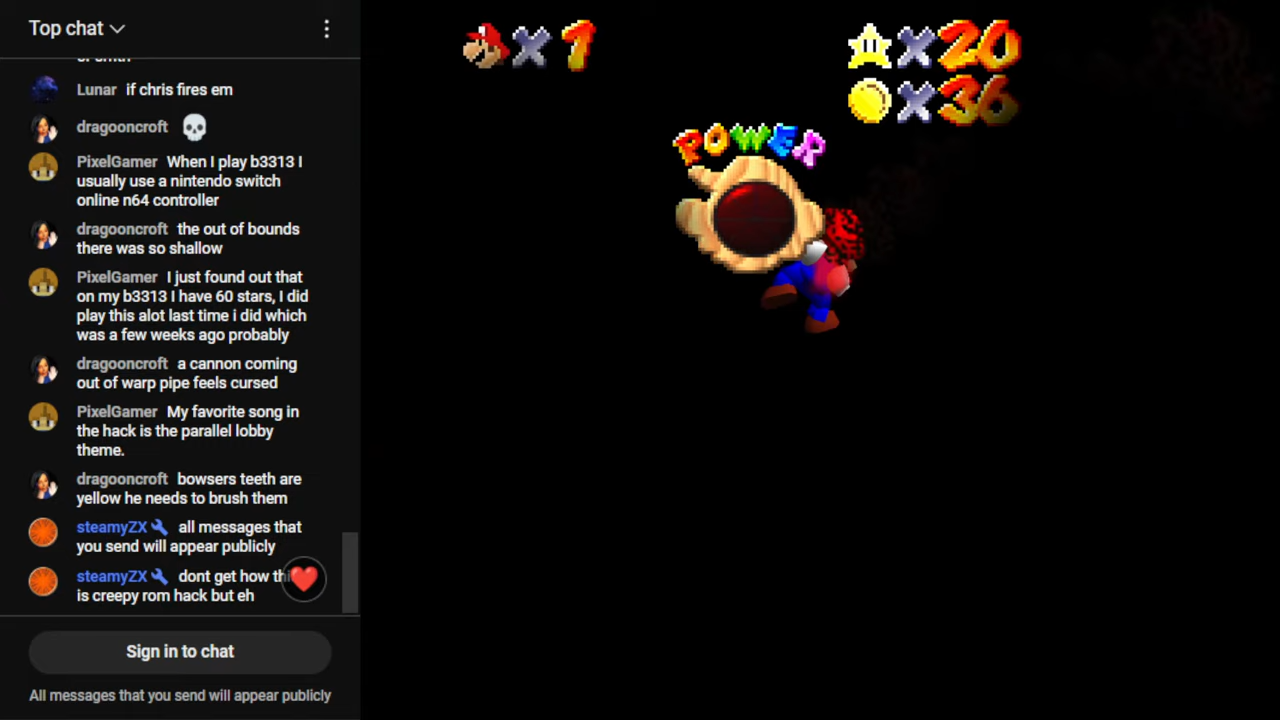 Top chat
Lunar if chris fires em
dragooncroft 💀
PixelGamer When I play b3313 I
usually use a nintendo switch
online n64 controller
dragooncroft the out of bounds
there was so shallow
PixelGamer I just found out that
on my b3313 I have 60 stars, I did
play this alot last time i did which
was a few weeks ago probably
dragooncroft a cannon coming
out of warp pipe feels cursed
PixelGamer My favorite song in
the hack is the parallel lobby
theme.
dragooncroft bowsers teeth are
yellow he needs to brush them
steamyZX all messages that
you send will appear publicly
steamyZX dont get how
is creepy rom hack but eh
Sign in to chat
All messages that you send will appear publicly
×1
×20
×36
POWER